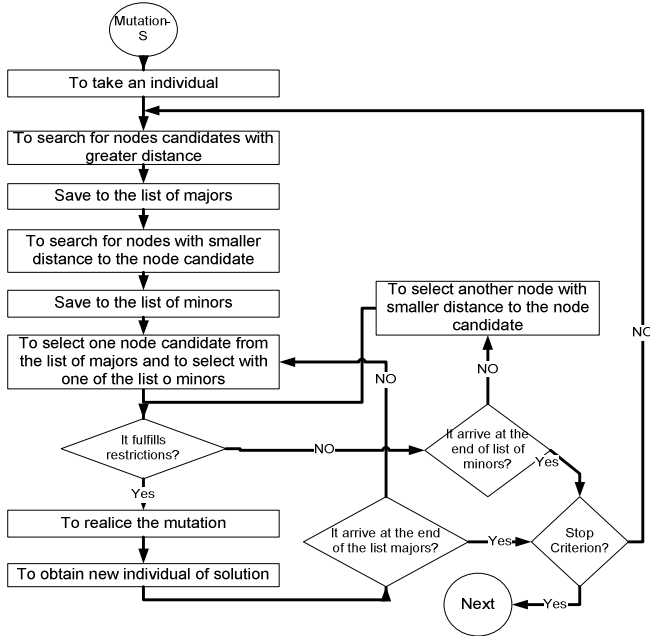 Mutation-
S
To take an individual
To search for nodes candidates with
greater distance
Save to the list of majors
To search for nodes with smaller
distance to the node candidate
Save to the list of minors
To select one node candidate from
the list of majors and to select with
one of the list o minors
To select another node with
smaller distance to the node
candidate
NO
NO
NO
It fulfills
restrictions?
NO
It arrive at the
end of list of
minors?
Yes
Yes
To realice the mutation
It arrive at the end
of the list majors?
Yes
Stop
Criterion?
To obtain new individual of solution
Next
Yes